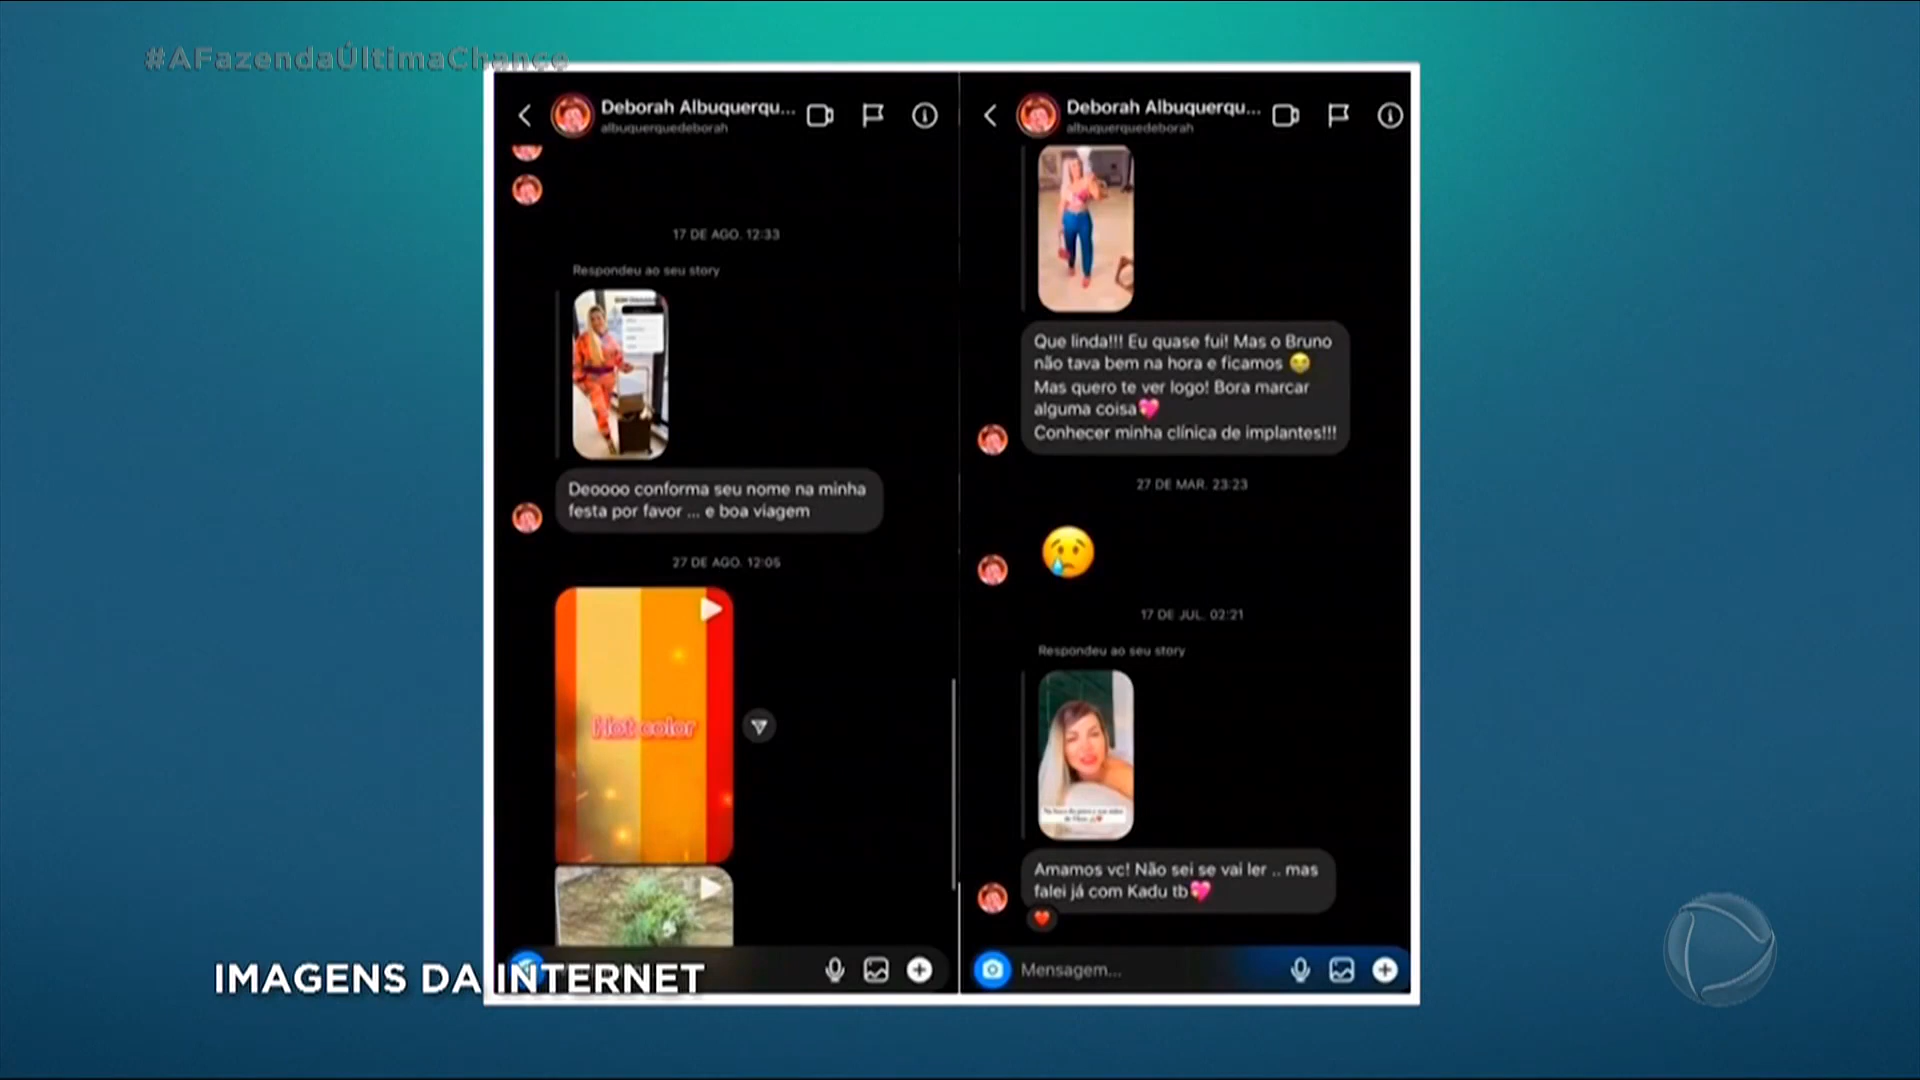 #AFazendaÚltimaChance
Deborah Albuquerqu...
albuquerquedeborah
17 DE AGO. 12:33
Respondeu ao seu story
Deoooo conforma seu nome na minha
festa por favor ... e boa viagem
27 DE AGO. 12:05
Hot color
Deborah Albuquerqu...
albuquerquedeborah
Que linda!!! Eu quase fui! Mas o Bruno
não tava bem na hora e ficamos 😅
Mas quero te ver logo! Bora marcar
alguma coisa💖
Conhecer minha clínica de implantes!!!
27 DE MAR. 23:23
😢
17 DE JUL. 02:21
Respondeu ao seu story
Amamos vc! Não sei se vai ler .. mas
falei já com Kadu tb💖
Mensagem...
IMAGENS DA INTERNET